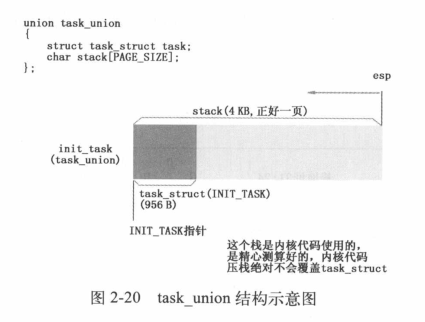 union task_union
{
struct task_struct task;
char stack[PAGE_SIZE];
};
esp
stack(4 KB, 正好一页)
init_task
(task_union)
task_struct(INIT_TASK)
(956 B)
INIT_TASK指针
这个栈是内核代码使用的,
是精心测算好的, 内核代码
压栈绝对不会覆盖task_struct
图 2-20 task_union 结构示意图